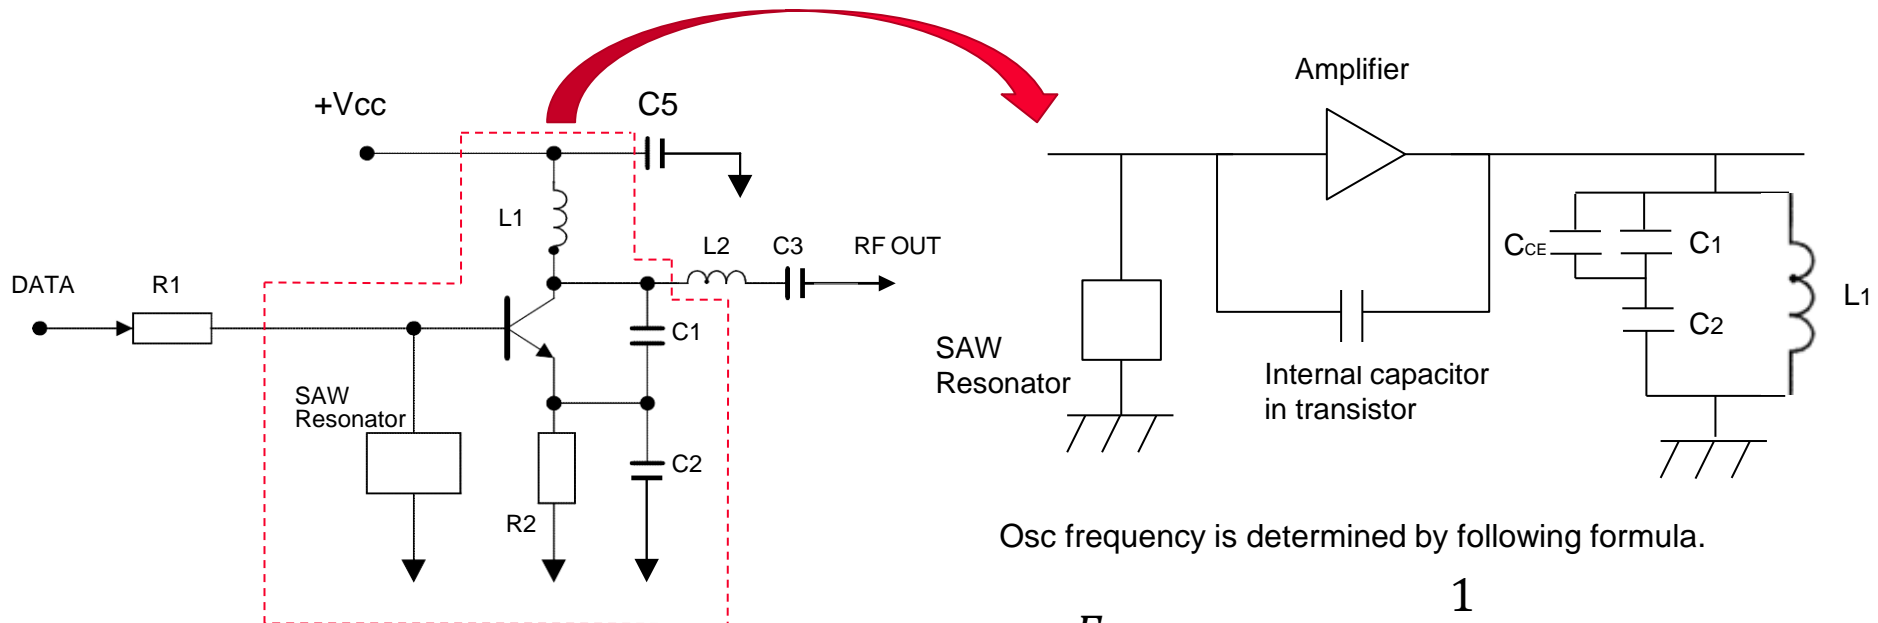 +Vcc
C5
L1
L2
C3
RF OUT
DATA
R1
C1
SAW
Resonator
C2
R2
Amplifier
CCE
C1
L1
C2
SAW
Resonator
Internal capacitor
in transistor
Osc frequency is determined by following formula.
1